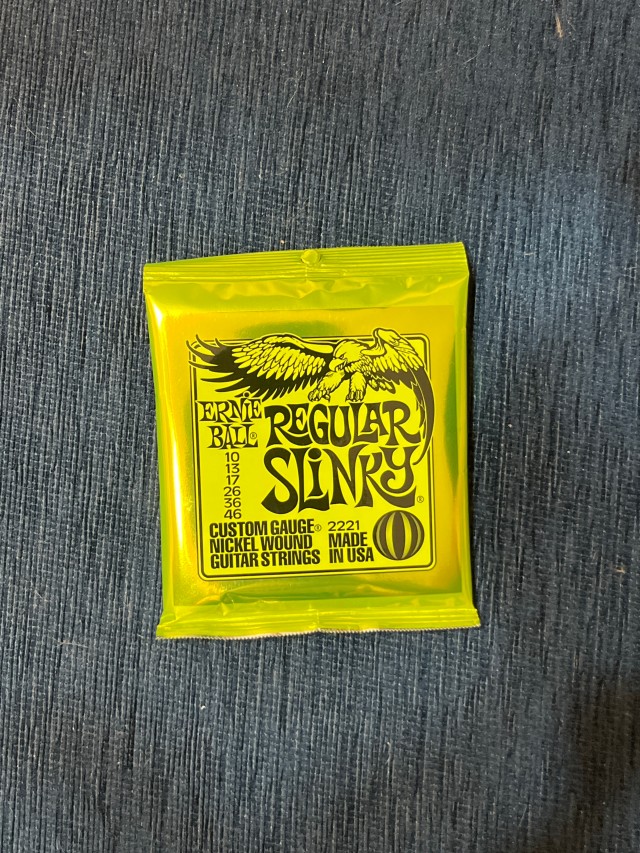 ERNiE
BALL®
REGULAR
SLiNKY®
10
13
17
26
36
46
CUSTOM GAUGE®
NICKEL WOUND
GUITAR STRINGS
2221
MADE
IN USA